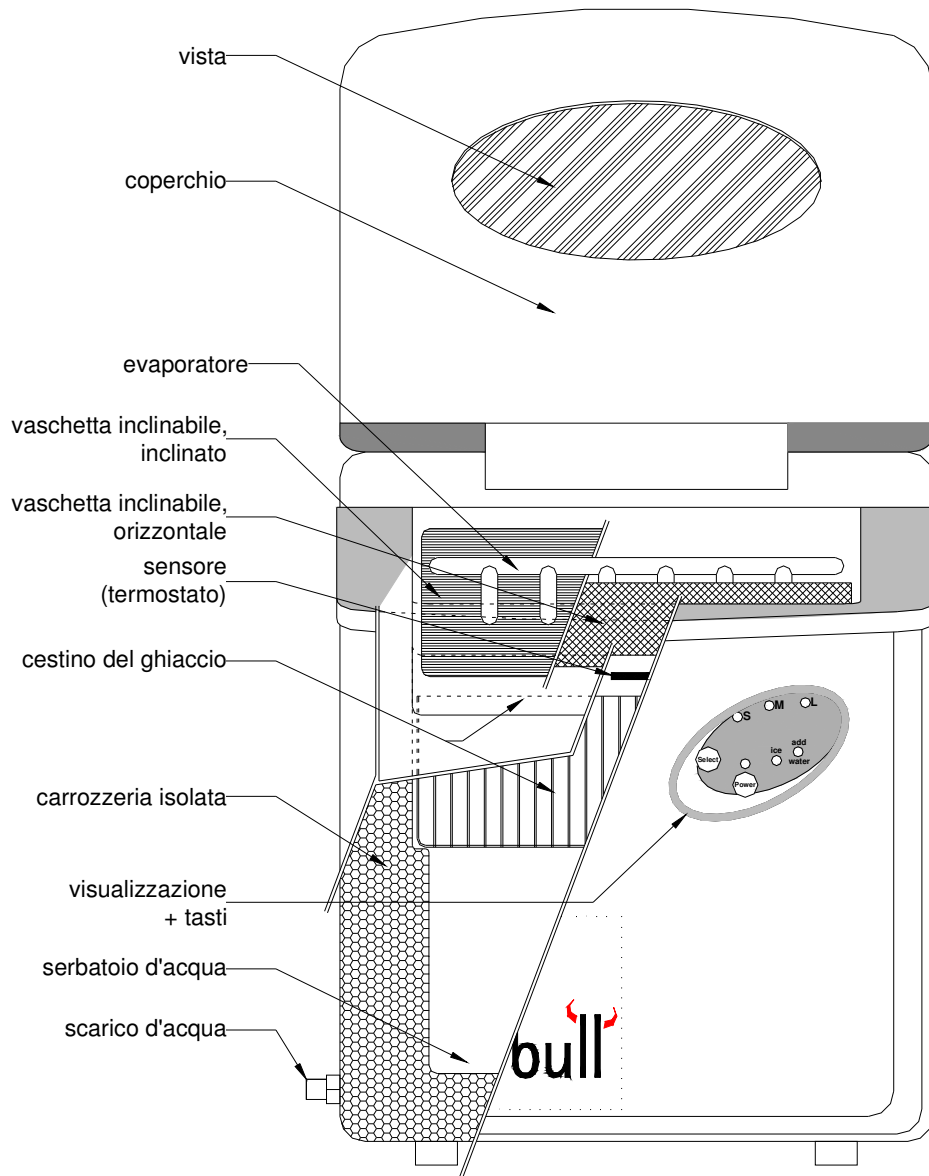 vista
coperchio
evaporatore
vaschetta inclinabile,
inclinato
vaschetta inclinabile,
orizzontale
sensore
(termostato)
cestino del ghiaccio
carrozzeria isolata
visualizzazione
+ tasti
serbatoio d'acqua
scarico d'acqua
S
M
L
Select
ice
add
water
Power
bull